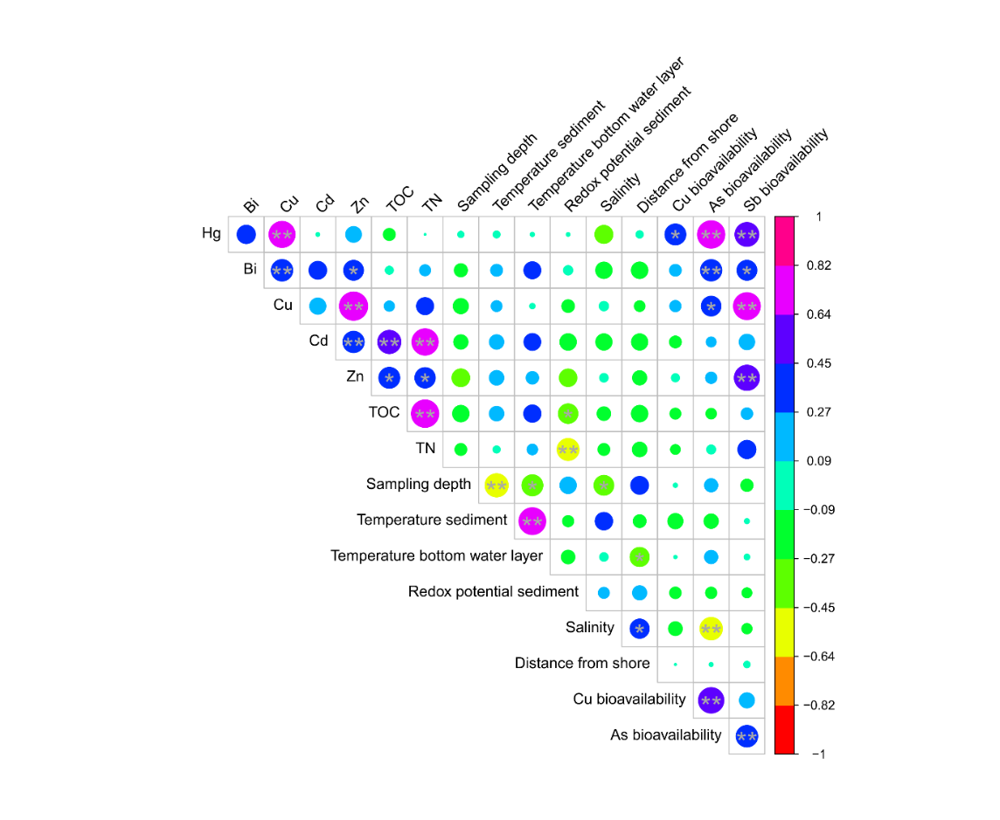 Bi
Cu
Cd
Zn
TOC
TN
Sampling depth
Temperature sediment
Temperature bottom water layer
Redox potential sediment
Salinity
Distance from shore
Cu bioavailability
As bioavailability
Sb bioavailability
Hg ** * ** **
Bi ** * ** *
Cu ** * **
Cd ** ** **
Zn * * **
TOC ** *
TN **
Sampling depth ** * *
Temperature sediment **
Temperature bottom water layer *
Redox potential sediment
Salinity * **
Distance from shore
Cu bioavailability **
As bioavailability **
1
0.82
0.64
0.45
0.27
0.09
−0.09
−0.27
−0.45
−0.64
−0.82
−1